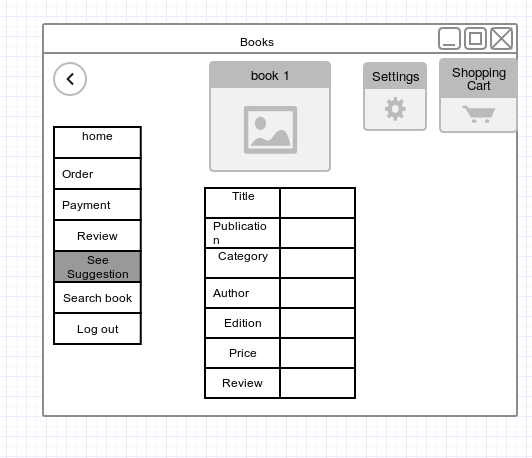 Books
book 1
Settings
Shopping
Cart
home
Order
Payment
Review
See
Suggestion
Search book
Log out
Title
Publicatio
n
Category
Author
Edition
Price
Review